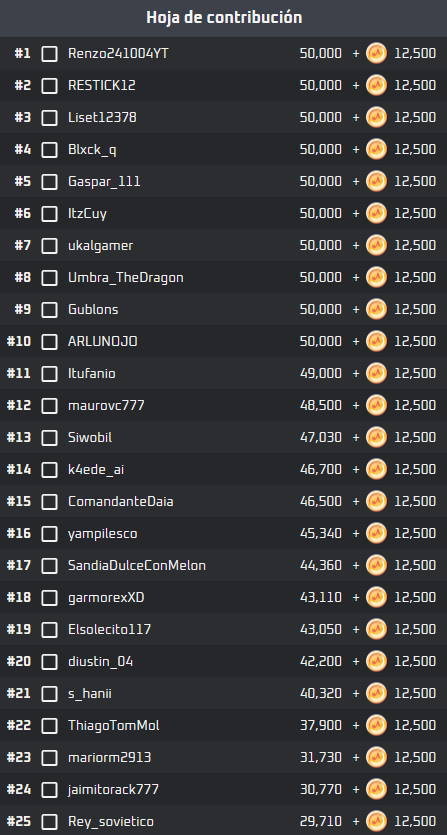 Hoja de contribución
#1 Renzo241004YT 50,000 + 12,500
#2 RESTICK12 50,000 + 12,500
#3 Liset12378 50,000 + 12,500
#4 Blxck_q 50,000 + 12,500
#5 Gaspar_111 50,000 + 12,500
#6 ItzCuy 50,000 + 12,500
#7 ukalgamer 50,000 + 12,500
#8 Umbra_TheDragon 50,000 + 12,500
#9 Gublons 50,000 + 12,500
#10 ARLUNOJO 50,000 + 12,500
#11 Itufanio 49,000 + 12,500
#12 maurovc777 48,500 + 12,500
#13 Siwobil 47,030 + 12,500
#14 k4ede_ai 46,700 + 12,500
#15 ComandanteDaia 46,500 + 12,500
#16 yampilesco 45,340 + 12,500
#17 SandiaDulceConMelon 44,360 + 12,500
#18 garmorexXD 43,110 + 12,500
#19 Elsolecito117 43,050 + 12,500
#20 diustin_04 42,200 + 12,500
#21 s_hanii 40,320 + 12,500
#22 ThiagoTomMol 37,900 + 12,500
#23 mariorm2913 31,730 + 12,500
#24 jaimitorack777 30,770 + 12,500
#25 Rey_sovietico 29,710 + 12,500